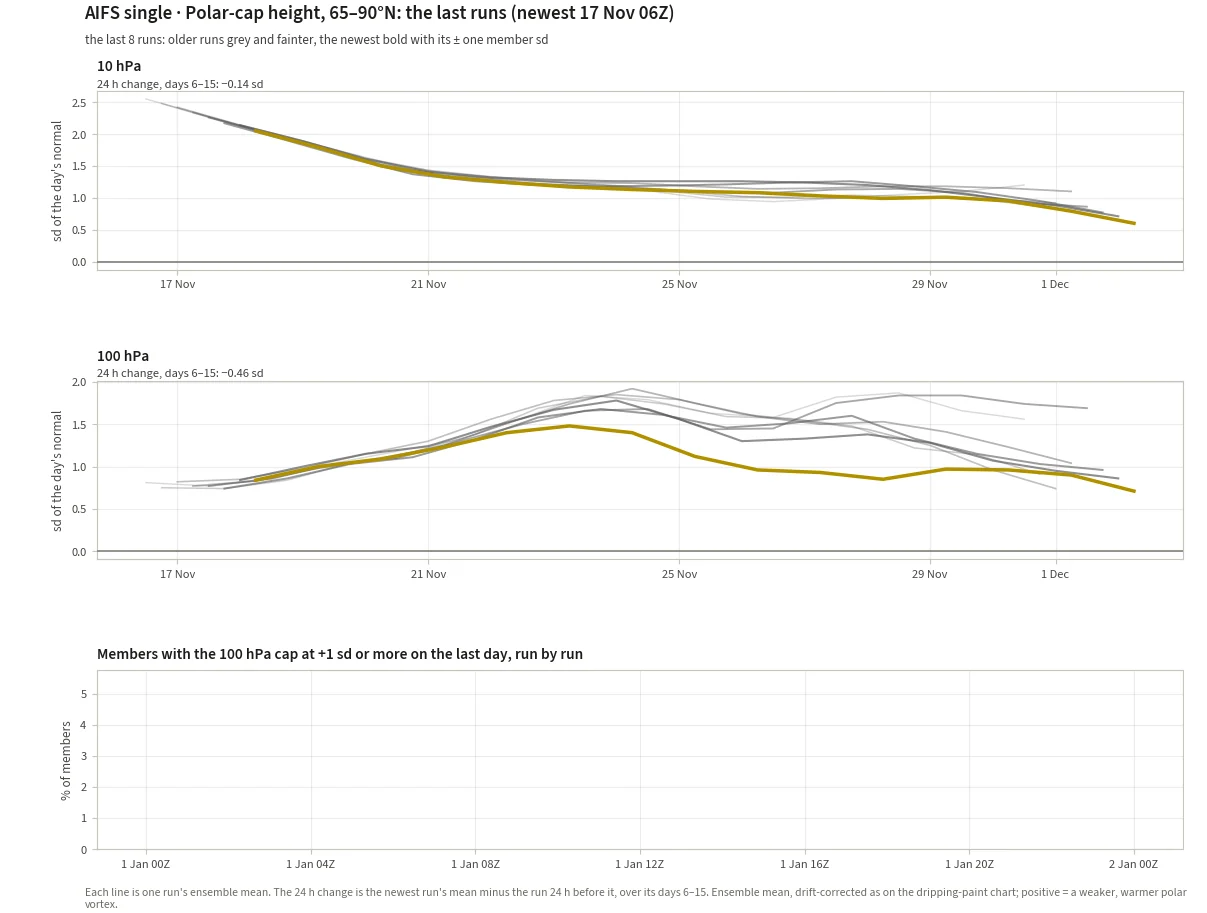 AIFS single · Polar-cap height, 65–90°N: the last runs (newest 17 Nov 06Z)
the last 8 runs: older runs grey and fainter, the newest bold with its ± one member sd
10 hPa
24 h change, days 6–15: −0.14 sd
sd of the day's normal
2.5
2.0
1.5
1.0
0.5
0.0
17 Nov 21 Nov 25 Nov 29 Nov 1 Dec
100 hPa
24 h change, days 6–15: −0.46 sd
sd of the day's normal
2.0
1.5
1.0
0.5
0.0
17 Nov 21 Nov 25 Nov 29 Nov 1 Dec
Members with the 100 hPa cap at +1 sd or more on the last day, run by run
% of members
5
4
3
2
1
0
1 Jan 00Z 1 Jan 04Z 1 Jan 08Z 1 Jan 12Z 1 Jan 16Z 1 Jan 20Z 2 Jan 00Z
Each line is one run's ensemble mean. The 24 h change is the newest run's mean minus the run 24 h before it, over its days 6–15. Ensemble mean, drift-corrected as on the dripping-paint chart; positive = a weaker, warmer polar
vortex.